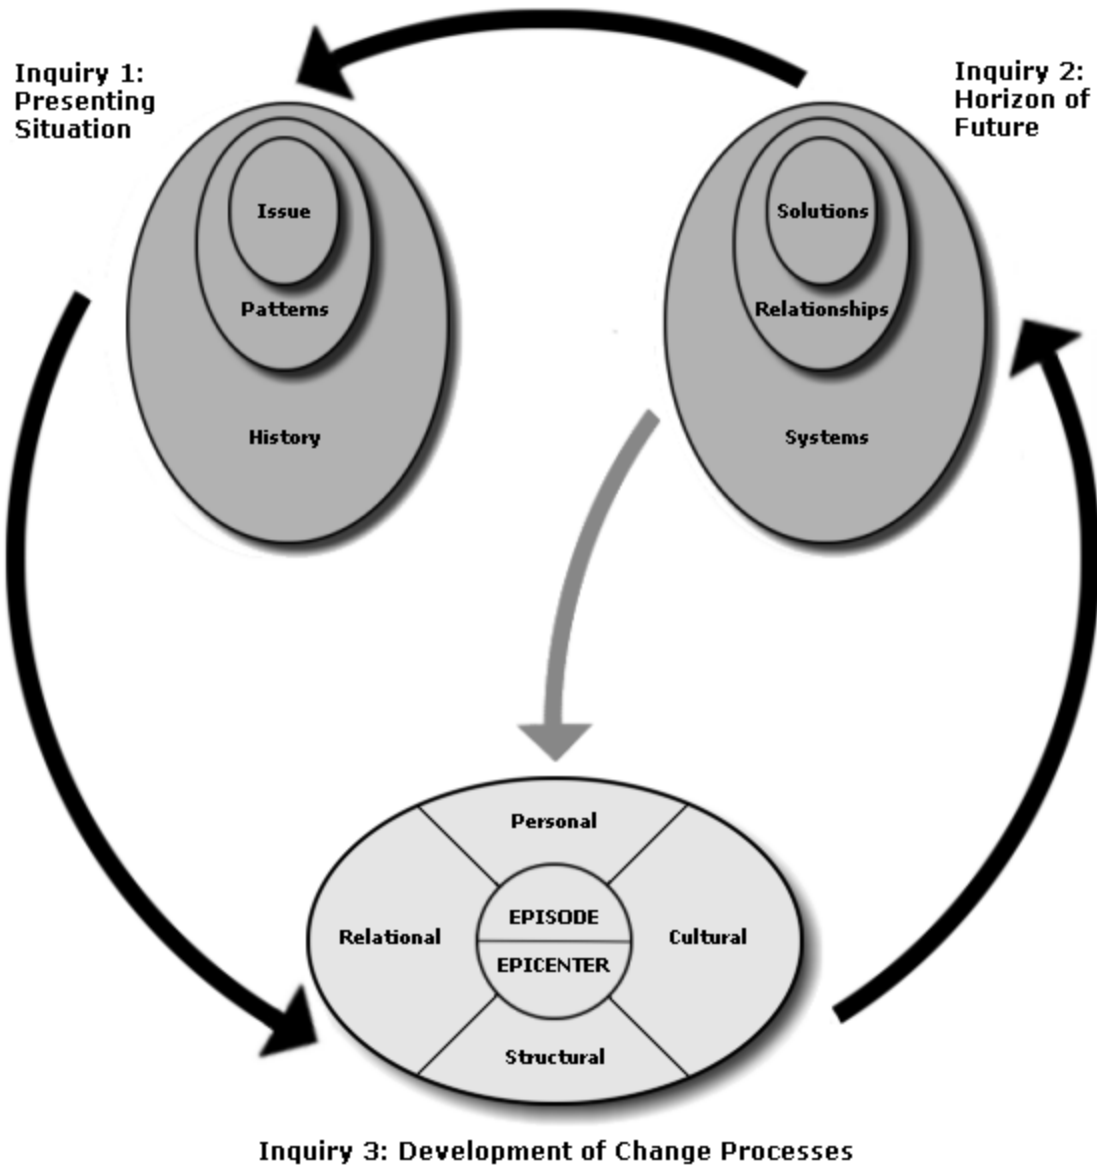 Inquiry 1:
Presenting
Situation
Issue
Patterns
History
Inquiry 2:
Horizon of
Future
Solutions
Relationships
Systems
Personal
Relational
EPISODE
EPICENTER
Cultural
Structural
Inquiry 3: Development of Change Processes